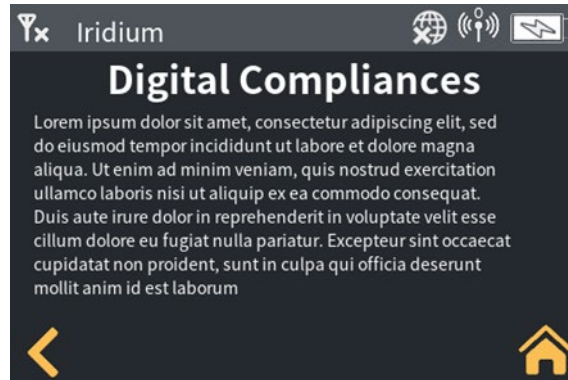 Iridium
Digital Compliances
Lorem ipsum dolor sit amet, consectetur adipiscing elit, sed
do eiusmod tempor incididunt ut labore et dolore magna
aliqua. Ut enim ad minim veniam, quis nostrud exercitation
ullamco laboris nisi ut aliquip ex ea commodo consequat.
Duis aute irure dolor in reprehenderit in voluptate velit esse
cillum dolore eu fugiat nulla pariatur. Excepteur sint occaecat
cupidatat non proident, sunt in culpa qui officia deserunt
mollit anim id est laborum